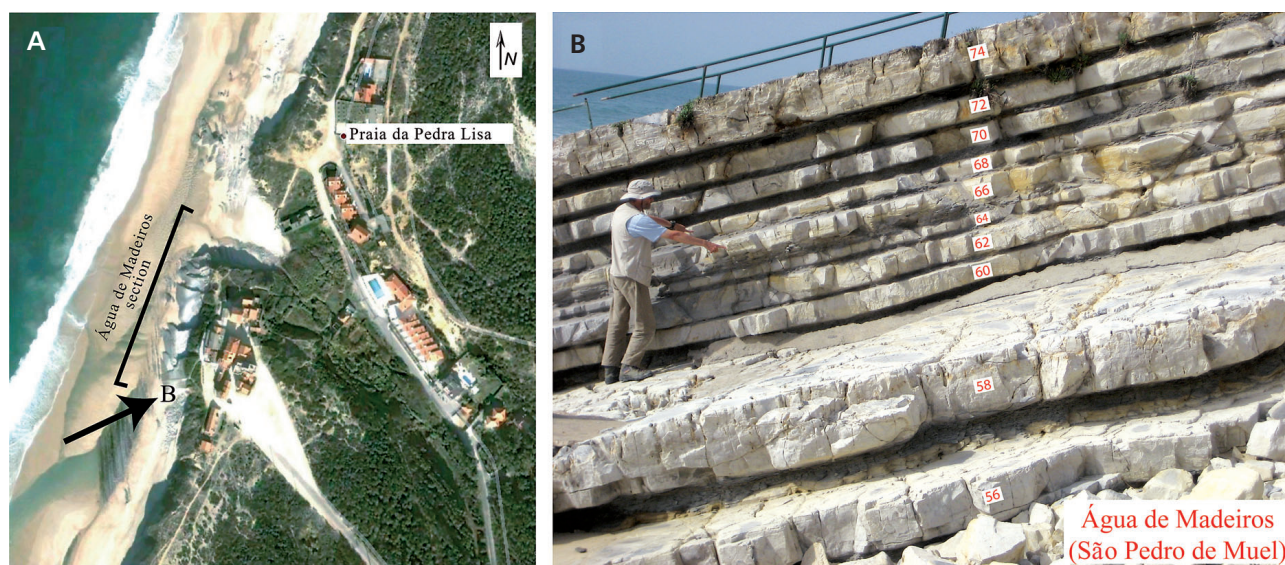 A
N
Praia da Pedra Lisa
Água de Madeiros
section
B
B
74
72
70
68
66
64
62
60
58
56
Água de Madeiros
(São Pedro de Muel)